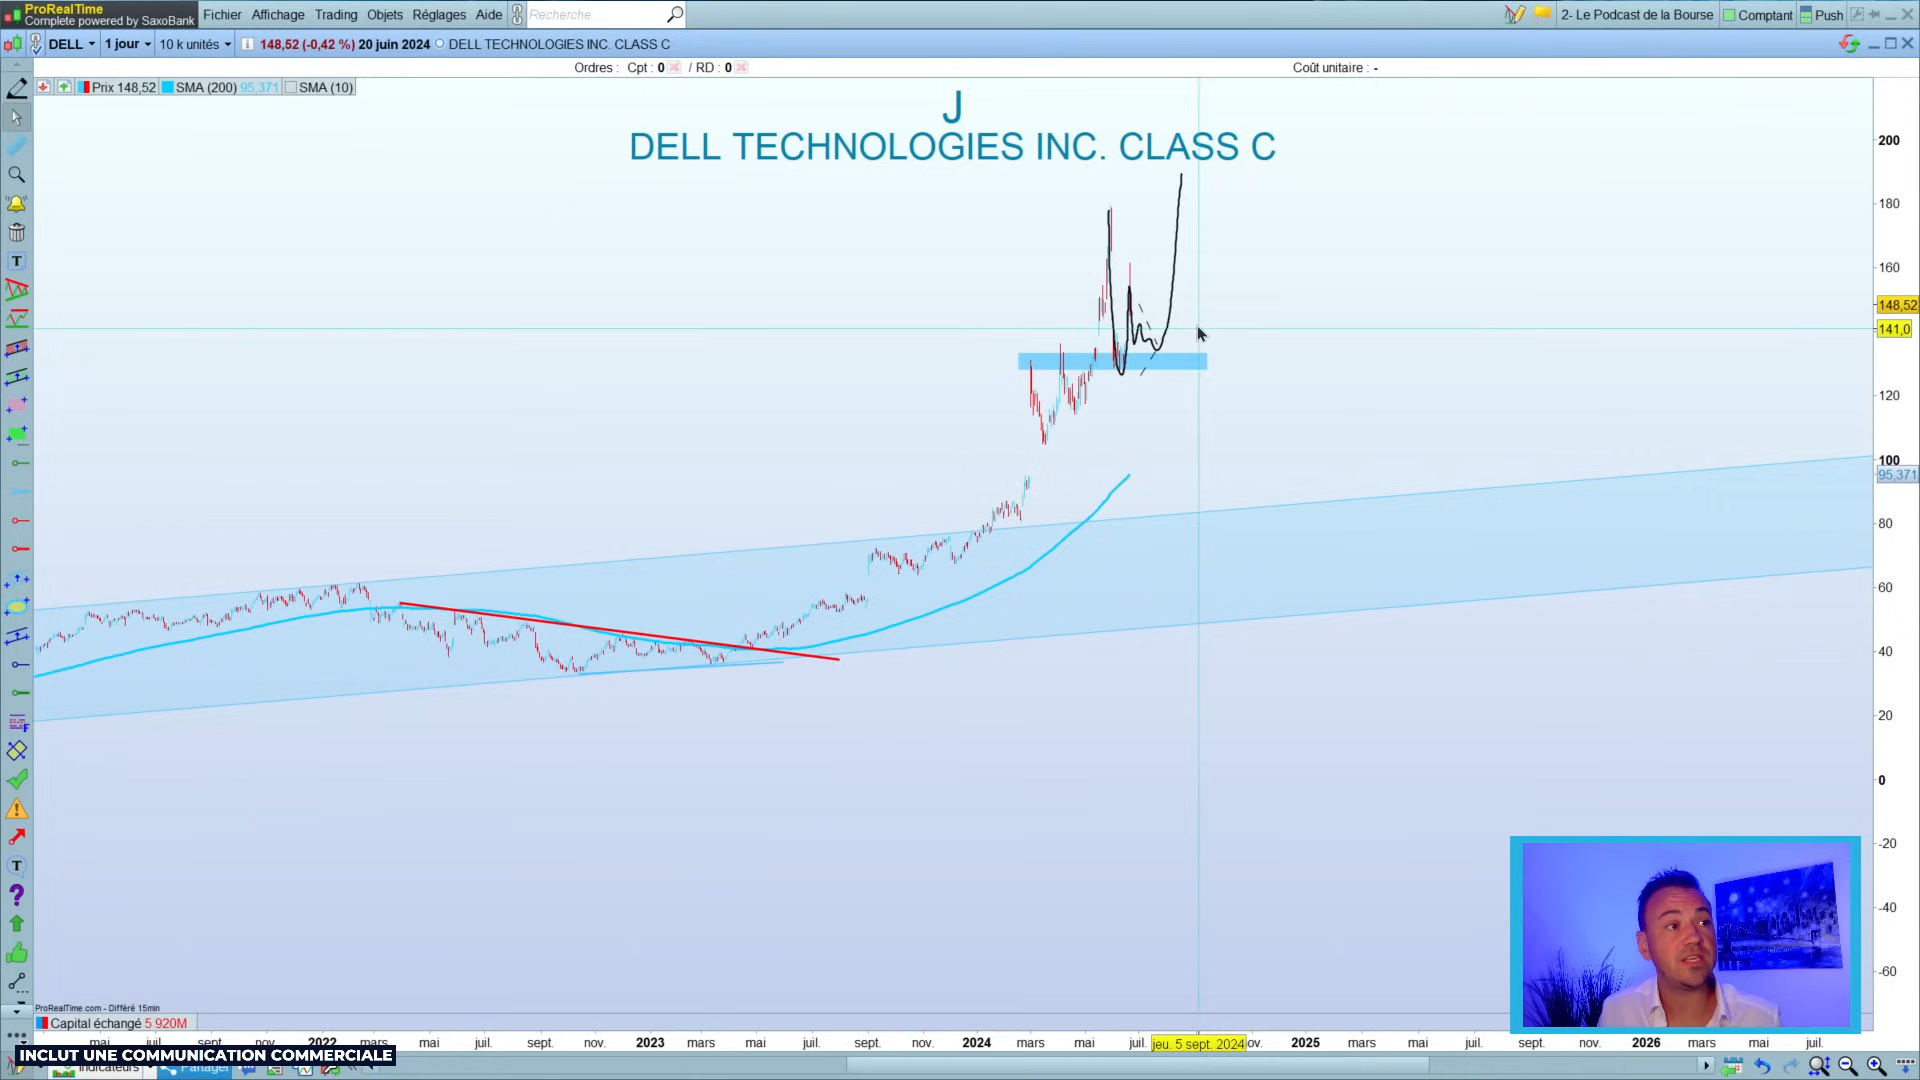 ProRealTime
Complete powered by SaxoBank
Fichier Affichage Trading Objets Réglages Aide Recherche...
2- Le Podcast de la Bourse Comptant Push
DELL 1 jour 10 k unités 148,52 (-0,42 %) 20 juin 2024 DELL TECHNOLOGIES INC. CLASS C
Ordres : Cpt : 0 / RD : 0 Coût unitaire : -
Prix 148,52 SMA (200) 95,371 SMA (10)
J
DELL TECHNOLOGIES INC. CLASS C
200
180
160
148,52
141,0
120
100
95,371
80
60
40
20
0
-20
-40
-60
ProRealTime.com - Différé 15min
Capital échangé 5 920M
mai juil. sept. nov. 2022 mars mai juil. sept. nov. 2023 mars mai juil. sept. nov. 2024 mars mai juil. jeu. 5 sept. 2024 ov. 2025 mars mai juil. sept. nov. 2026 mars mai juil.
INCLUT UNE COMMUNICATION COMMERCIALE
Indicateurs Partager